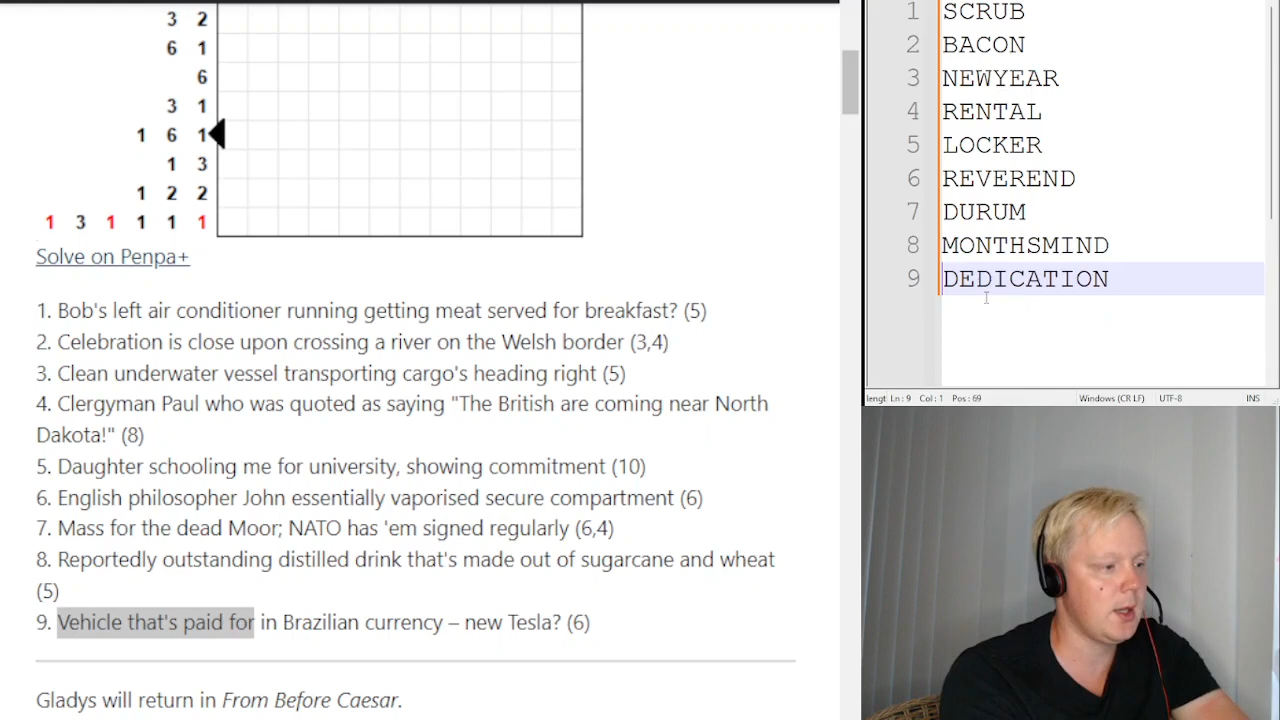 3 2
6 1
6
3 1
1 6 1
1 3
1 2 2
1 3 1 1 1 1
Solve on Penpa+
1. Bob's left air conditioner running getting meat served for breakfast? (5)
2. Celebration is close upon crossing a river on the Welsh border (3,4)
3. Clean underwater vessel transporting cargo's heading right (5)
4. Clergyman Paul who was quoted as saying "The British are coming near North
Dakota!" (8)
5. Daughter schooling me for university, showing commitment (10)
6. English philosopher John essentially vaporised secure compartment (6)
7. Mass for the dead Moor; NATO has 'em signed regularly (6,4)
8. Reportedly outstanding distilled drink that's made out of sugarcane and wheat
(5)
9. Vehicle that's paid for in Brazilian currency – new Tesla? (6)
Gladys will return in From Before Caesar.
1 SCRUB
2 BACON
3 NEWYEAR
4 RENTAL
5 LOCKER
6 REVEREND
7 DURUM
8 MONTHSMIND
9 DEDICATION
lengt Ln: 9 Col: 1 Pos: 69 Windows (CR LF) UTF-8 INS